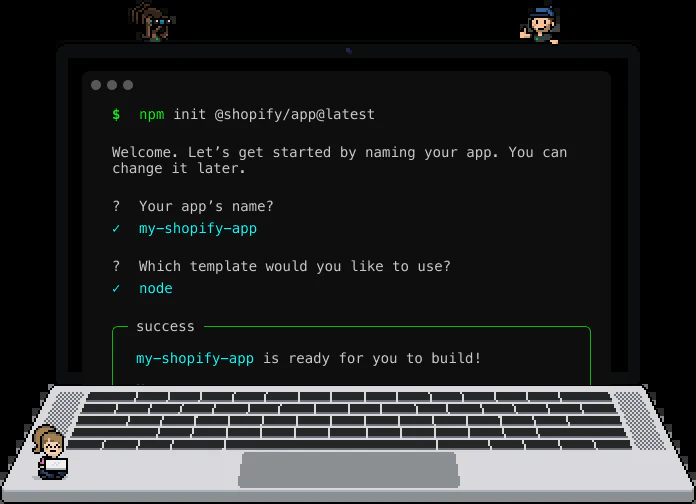 $ npm init @shopify/app@latest
Welcome. Let’s get started by naming your app. You can
change it later.
? Your app’s name?
✓ my-shopify-app
? Which template would you like to use?
✓ node
success
my-shopify-app is ready for you to build!